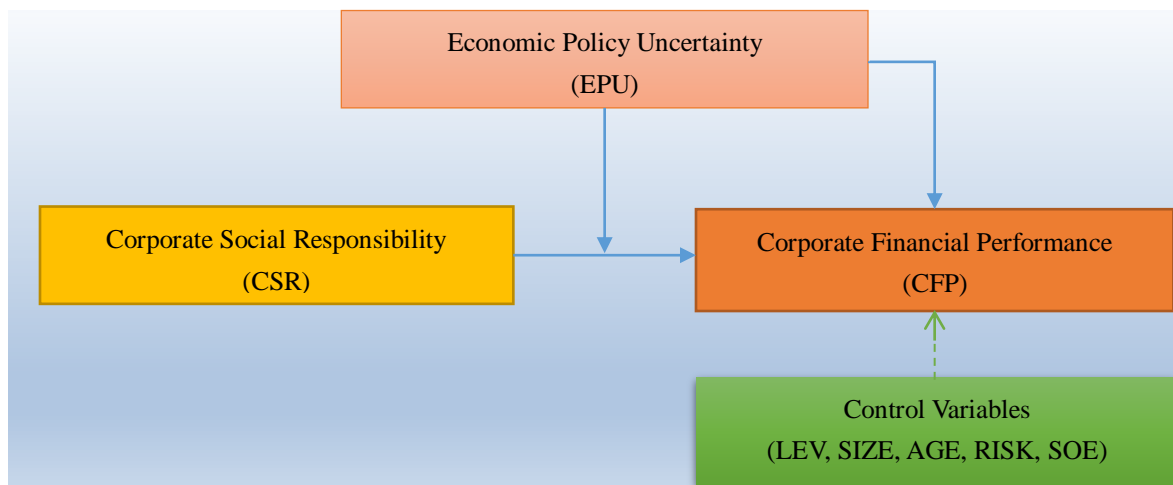 Economic Policy Uncertainty
(EPU)
Corporate Social Responsibility
(CSR)
Corporate Financial Performance
(CFP)
Control Variables
(LEV, SIZE, AGE, RISK, SOE)